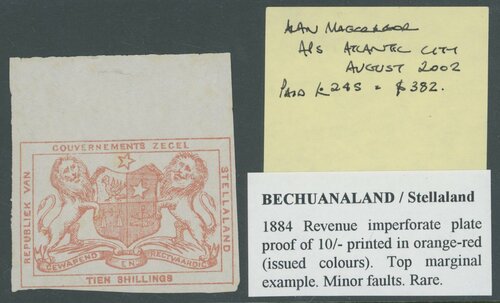 GOUVERNEMENTS ZEGEL
REPUBLIEK VAN
STELLALAND
GEWAPEND EN RECTVAARDIG
TIEN SHILLINGS
ALAN MACGREGOR
APS ATLANTIC CITY
AUGUST 2002
PAID £245 = $382.
BECHUANALAND / Stellaland
1884 Revenue imperforate plate
proof of 10/- printed in orange-red
(issued colours). Top marginal
example. Minor faults. Rare.